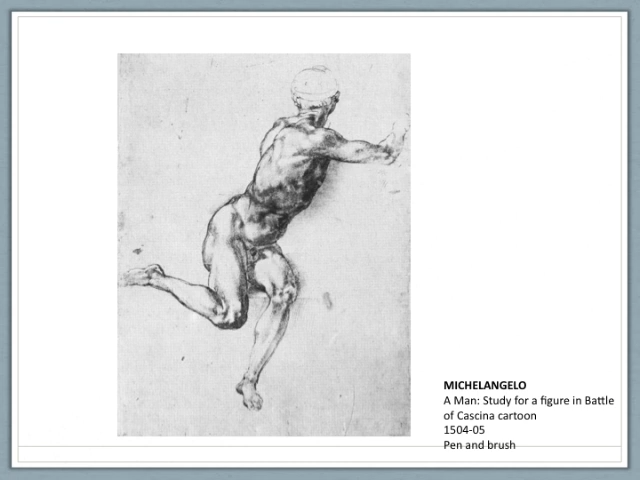 MICHELANGELO
A Man: Study for a figure in Battle
of Cascina cartoon
1504-05
Pen and brush